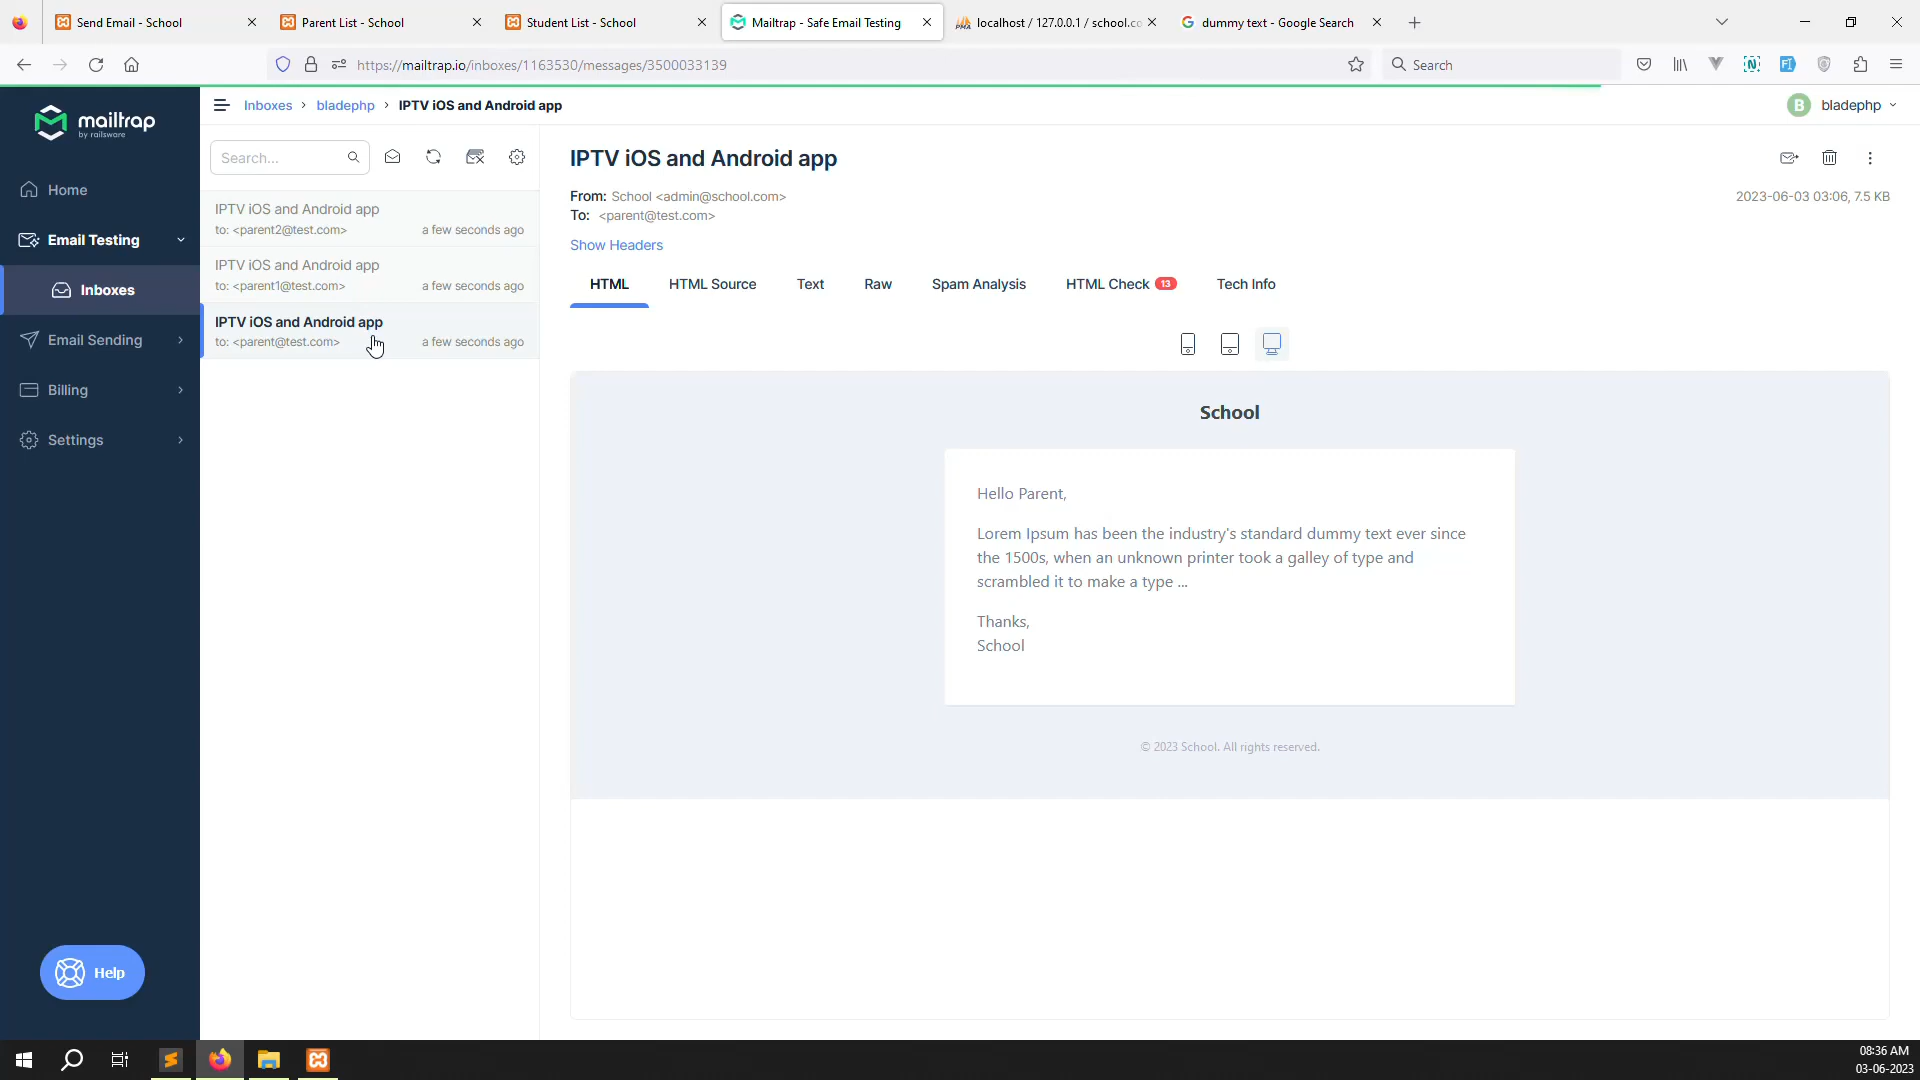 Send Email - School
Parent List - School
Student List - School
Mailtrap - Safe Email Testing
localhost / 127.0.0.1 / school.co
dummy text - Google Search
https://mailtrap.io/inboxes/1163530/messages/3500033139
Search
mailtrap
by railsware
Inboxes > bladephp > IPTV iOS and Android app
B bladephp
Home
Email Testing
Inboxes
Email Sending
Billing
Settings
Help
Search...
IPTV iOS and Android app
to: <parent2@test.com> a few seconds ago
IPTV iOS and Android app
to: <parent1@test.com> a few seconds ago
IPTV iOS and Android app
to: <parent@test.com> a few seconds ago
IPTV iOS and Android app
From: School <admin@school.com>
2023-06-03 03:06, 7.5 KB
To: <parent@test.com>
Show Headers
HTML HTML Source Text Raw Spam Analysis HTML Check 13 Tech Info
School
Hello Parent,
Lorem Ipsum has been the industry's standard dummy text ever since
the 1500s, when an unknown printer took a galley of type and
scrambled it to make a type ...
Thanks,
School
© 2023 School. All rights reserved.
08:36 AM
03-06-2023